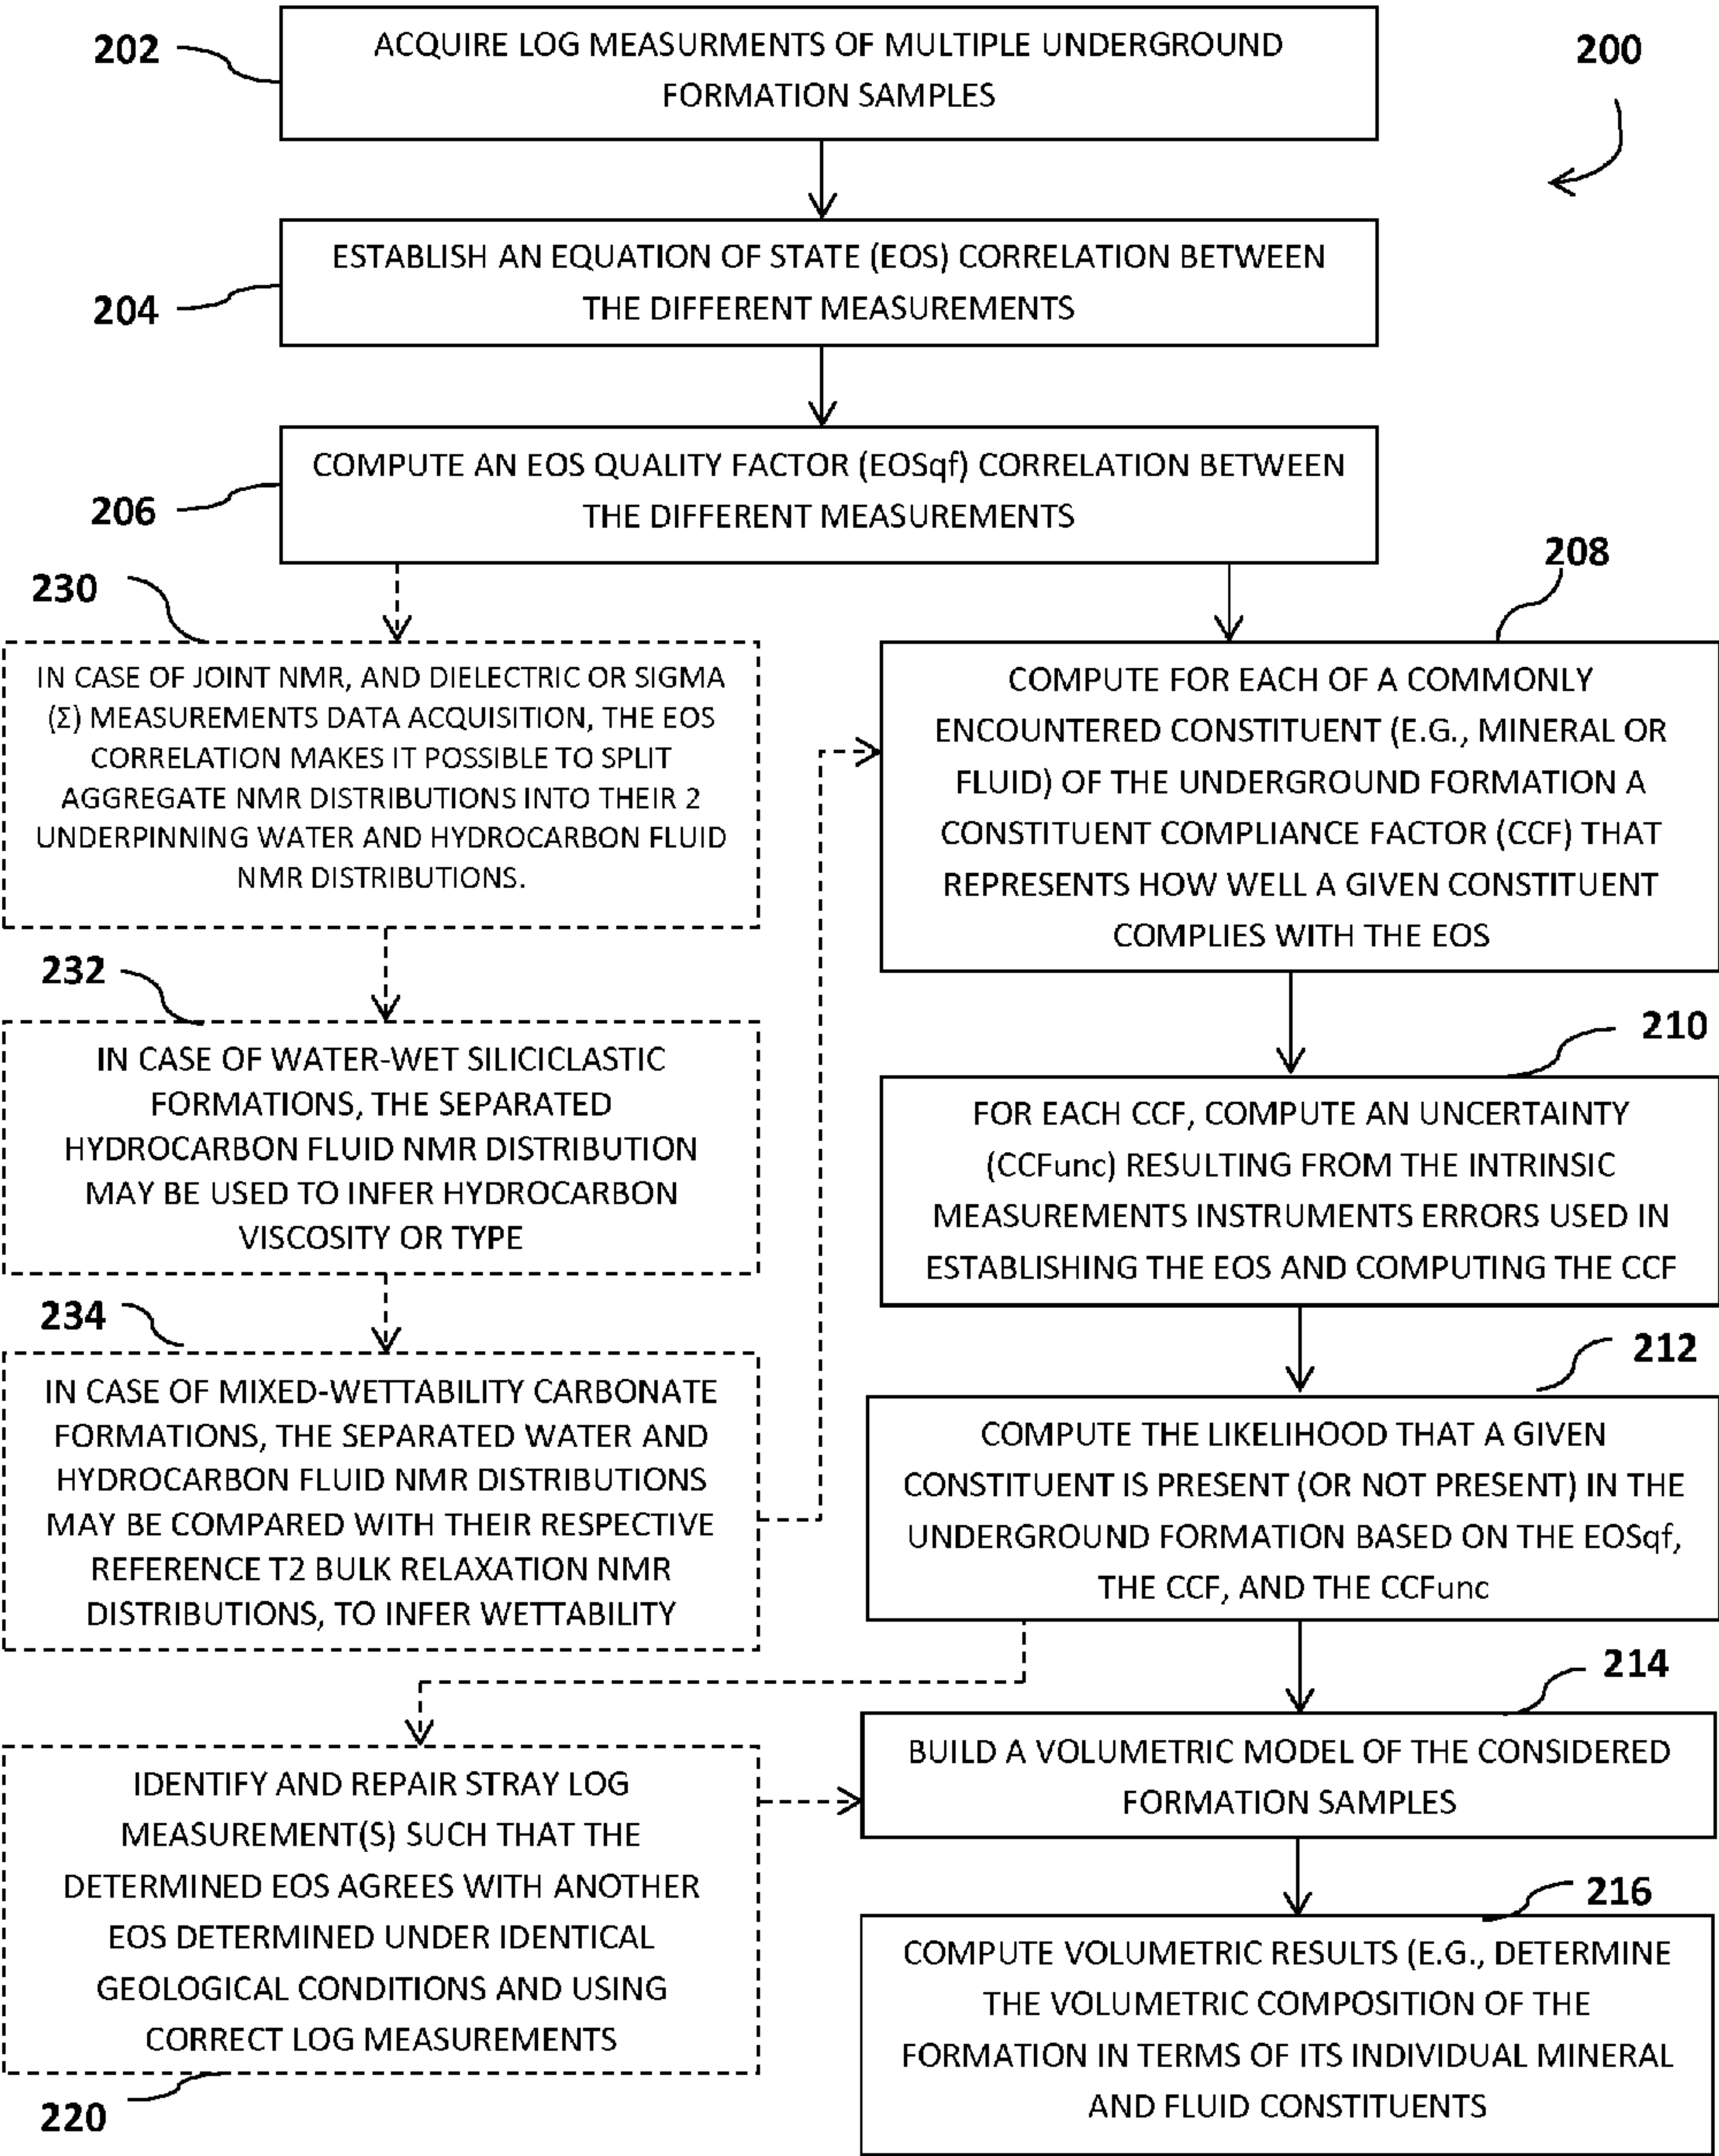 202
ACQUIRE LOG MEASURMENTS OF MULTIPLE UNDERGROUND
FORMATION SAMPLES
200
204
ESTABLISH AN EQUATION OF STATE (EOS) CORRELATION BETWEEN
THE DIFFERENT MEASUREMENTS
206
COMPUTE AN EOS QUALITY FACTOR (EOSqf) CORRELATION BETWEEN
THE DIFFERENT MEASUREMENTS
230
IN CASE OF JOINT NMR, AND DIELECTRIC OR SIGMA
(Σ) MEASUREMENTS DATA ACQUISITION, THE EOS
CORRELATION MAKES IT POSSIBLE TO SPLIT
AGGREGATE NMR DISTRIBUTIONS INTO THEIR 2
UNDERPINNING WATER AND HYDROCARBON FLUID
NMR DISTRIBUTIONS.
232
IN CASE OF WATER-WET SILICICLASTIC
FORMATIONS, THE SEPARATED
HYDROCARBON FLUID NMR DISTRIBUTION
MAY BE USED TO INFER HYDROCARBON
VISCOSITY OR TYPE
234
IN CASE OF MIXED-WETTABILITY CARBONATE
FORMATIONS, THE SEPARATED WATER AND
HYDROCARBON FLUID NMR DISTRIBUTIONS
MAY BE COMPARED WITH THEIR RESPECTIVE
REFERENCE T2 BULK RELAXATION NMR
DISTRIBUTIONS, TO INFER WETTABILITY
208
COMPUTE FOR EACH OF A COMMONLY
ENCOUNTERED CONSTITUENT (E.G., MINERAL OR
FLUID) OF THE UNDERGROUND FORMATION A
CONSTITUENT COMPLIANCE FACTOR (CCF) THAT
REPRESENTS HOW WELL A GIVEN CONSTITUENT
COMPLIES WITH THE EOS
210
FOR EACH CCF, COMPUTE AN UNCERTAINTY
(CCFunc) RESULTING FROM THE INTRINSIC
MEASUREMENTS INSTRUMENTS ERRORS USED IN
ESTABLISHING THE EOS AND COMPUTING THE CCF
212
COMPUTE THE LIKELIHOOD THAT A GIVEN
CONSTITUENT IS PRESENT (OR NOT PRESENT) IN THE
UNDERGROUND FORMATION BASED ON THE EOSqf,
THE CCF, AND THE CCFunc
IDENTIFY AND REPAIR STRAY LOG
MEASUREMENT(S) SUCH THAT THE
DETERMINED EOS AGREES WITH ANOTHER
EOS DETERMINED UNDER IDENTICAL
GEOLOGICAL CONDITIONS AND USING
CORRECT LOG MEASUREMENTS
220
214
BUILD A VOLUMETRIC MODEL OF THE CONSIDERED
FORMATION SAMPLES
216
COMPUTE VOLUMETRIC RESULTS (E.G., DETERMINE
THE VOLUMETRIC COMPOSITION OF THE
FORMATION IN TERMS OF ITS INDIVIDUAL MINERAL
AND FLUID CONSTITUENTS